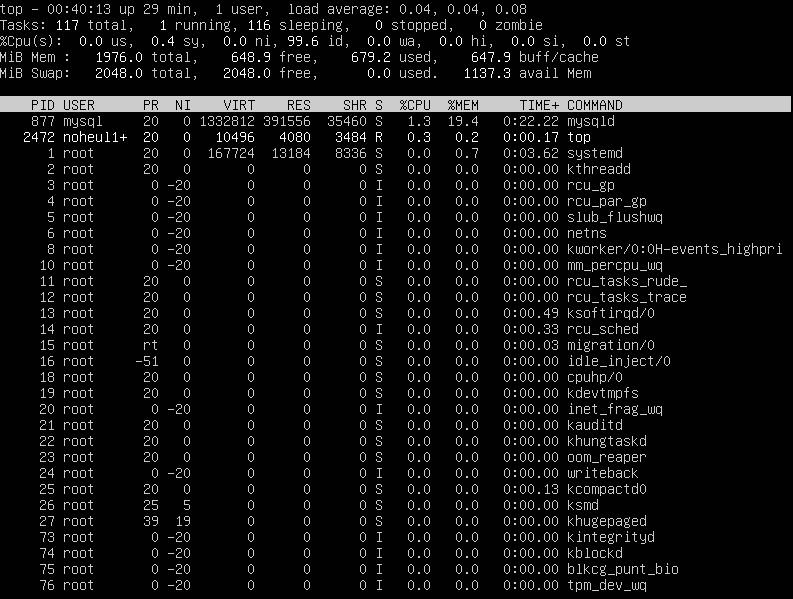 top - 00:40:13 up 29 min,  1 user,  load average: 0.04, 0.04, 0.08
Tasks: 117 total,   1 running, 116 sleeping,   0 stopped,   0 zombie
%Cpu(s):  0.0 us,  0.4 sy,  0.0 ni, 99.6 id,  0.0 wa,  0.0 hi,  0.0 si,  0.0 st
MiB Mem :   1976.0 total,    648.9 free,    679.2 used,    647.9 buff/cache
MiB Swap:   2048.0 total,   2048.0 free,      0.0 used.   1137.3 avail Mem
PID USER      PR  NI    VIRT    RES    SHR S  %CPU  %MEM     TIME+ COMMAND
877 mysql     20   0 1332812 391556  35460 S   1.3  19.4   0:22.22 mysqld
2472 noheul1+  20   0   10496   4080   3484 R   0.3   0.2   0:00.17 top
1 root      20   0  167724  13184   8336 S   0.0   0.7   0:03.62 systemd
2 root      20   0       0      0      0 S   0.0   0.0   0:00.00 kthreadd
3 root       0 -20       0      0      0 I   0.0   0.0   0:00.00 rcu_gp
4 root       0 -20       0      0      0 I   0.0   0.0   0:00.00 rcu_par_gp
5 root       0 -20       0      0      0 I   0.0   0.0   0:00.00 slub_flushwq
6 root       0 -20       0      0      0 I   0.0   0.0   0:00.00 netns
8 root       0 -20       0      0      0 I   0.0   0.0   0:00.00 kworker/0:0H-events_highpri
10 root       0 -20       0      0      0 I   0.0   0.0   0:00.00 mm_percpu_wq
11 root      20   0       0      0      0 S   0.0   0.0   0:00.00 rcu_tasks_rude_
12 root      20   0       0      0      0 S   0.0   0.0   0:00.00 rcu_tasks_trace
13 root      20   0       0      0      0 S   0.0   0.0   0:00.49 ksoftirqd/0
14 root      20   0       0      0      0 I   0.0   0.0   0:00.33 rcu_sched
15 root      rt   0       0      0      0 S   0.0   0.0   0:00.03 migration/0
16 root     -51   0       0      0      0 S   0.0   0.0   0:00.00 idle_inject/0
18 root      20   0       0      0      0 S   0.0   0.0   0:00.00 cpuhp/0
19 root      20   0       0      0      0 S   0.0   0.0   0:00.00 kdevtmpfs
20 root       0 -20       0      0      0 I   0.0   0.0   0:00.00 inet_frag_wq
21 root      20   0       0      0      0 S   0.0   0.0   0:00.00 kauditd
22 root      20   0       0      0      0 S   0.0   0.0   0:00.00 khungtaskd
23 root      20   0       0      0      0 S   0.0   0.0   0:00.00 oom_reaper
24 root       0 -20       0      0      0 I   0.0   0.0   0:00.00 writeback
25 root      20   0       0      0      0 S   0.0   0.0   0:00.13 kcompactd0
26 root      25   5       0      0      0 S   0.0   0.0   0:00.00 ksmd
27 root      39  19       0      0      0 S   0.0   0.0   0:00.00 khugepaged
73 root       0 -20       0      0      0 I   0.0   0.0   0:00.00 kintegrityd
74 root       0 -20       0      0      0 I   0.0   0.0   0:00.00 kblockd
75 root       0 -20       0      0      0 I   0.0   0.0   0:00.00 blkcg_punt_bio
76 root       0 -20       0      0      0 I   0.0   0.0   0:00.00 tpm_dev_wq